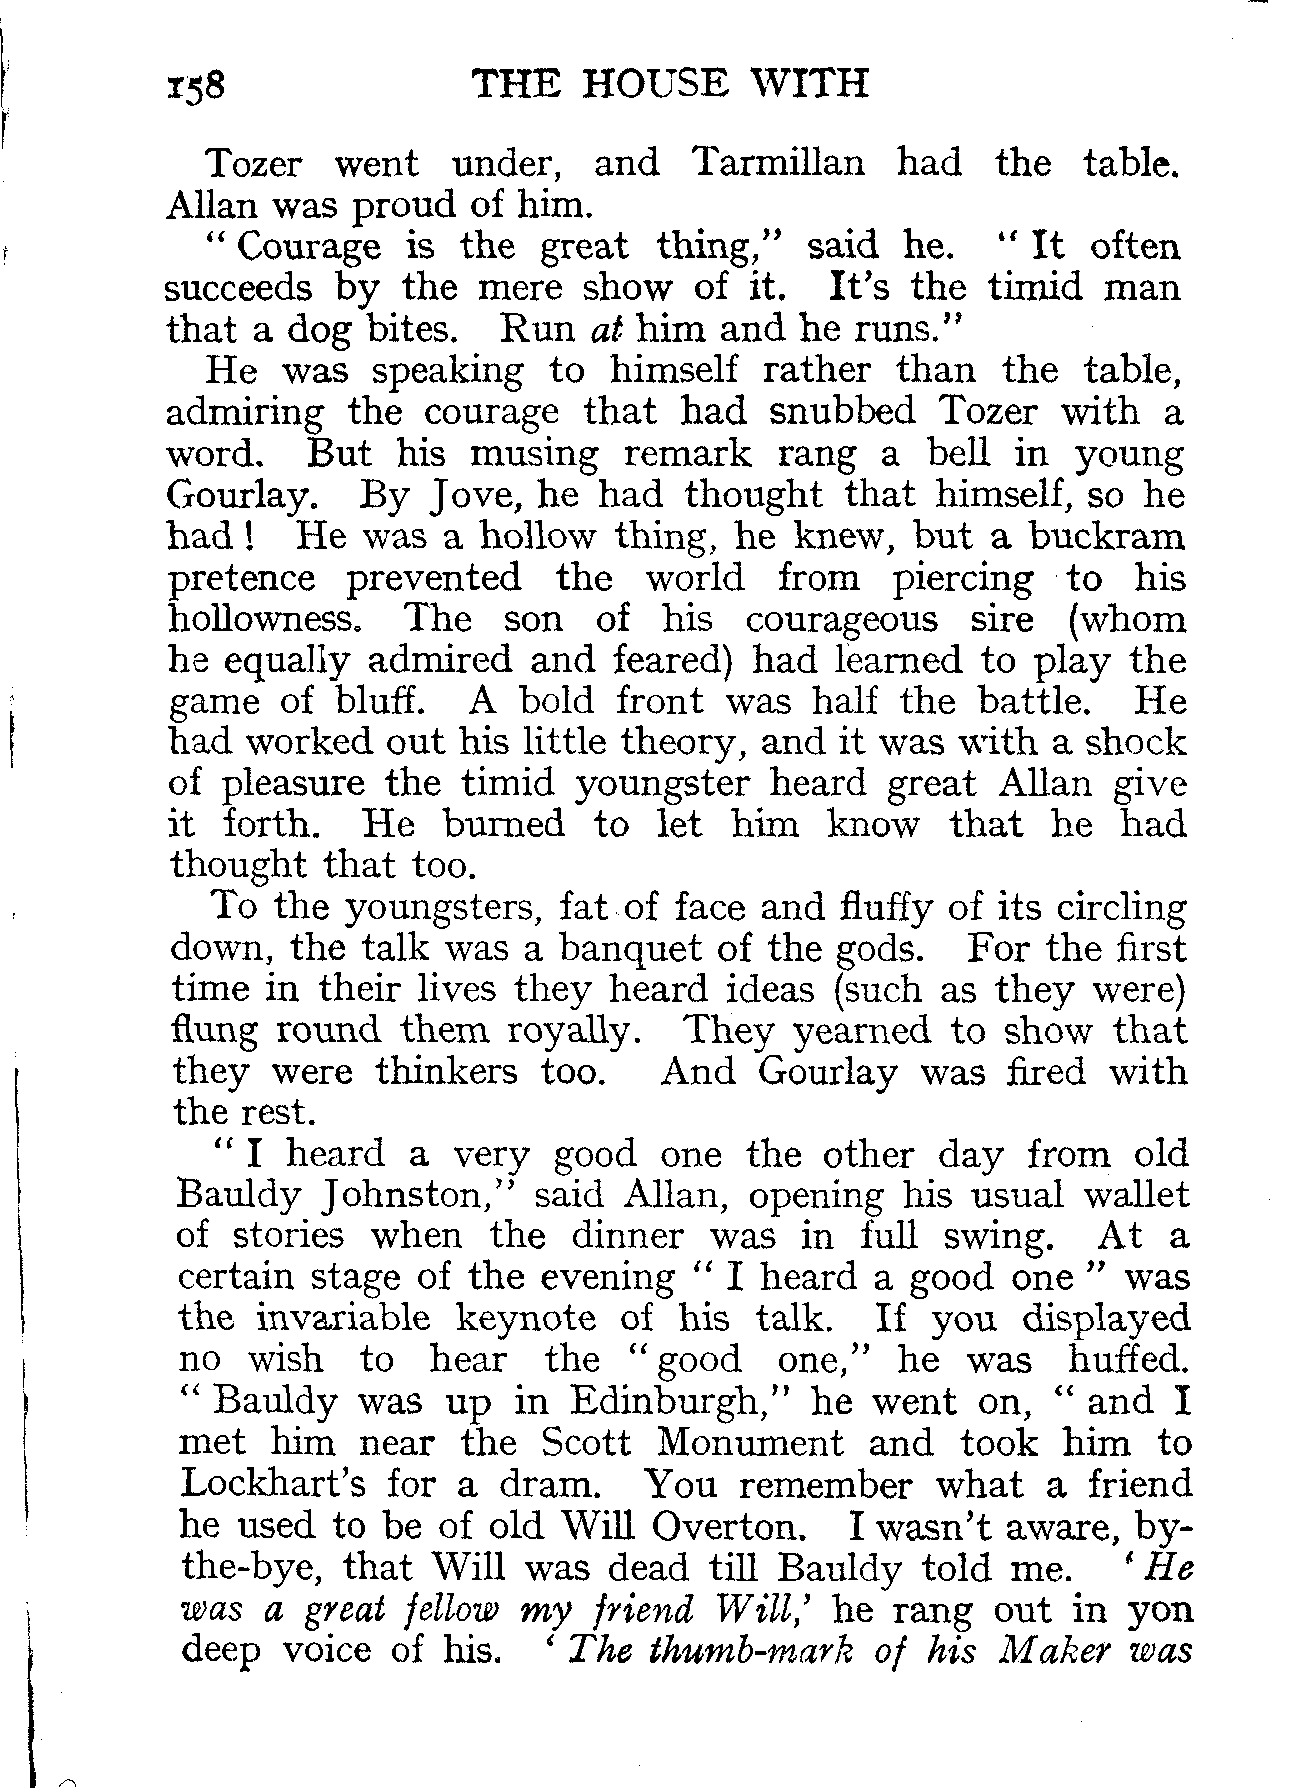 158 THE HOUSE WITH
Tozer went under, and Tarmillan had the table.
Allan was proud of him.
“ Courage is the great thing,” said he. “ It often
succeeds by the mere show of it. It's the timid man
that a dog bites. Run at him and he runs.”
He was speaking to himself rather than the table,
admiring the courage that had snubbed Tozer with a
word. But his musing remark rang a bell in young
Gourlay. By Jove, he had thought that himself, so he
had ! He was a hollow thing, he knew, but a buckram
pretence prevented the world from piercing to his
hollowness. The son of his courageous sire (whom
he equally admired and feared) had learned to play the
game of bluff. A bold front was half the battle. He
had worked out his little theory, and it was with a shock
of pleasure the timid youngster heard great Allan give
it forth. He burned to let him know that he had
thought that too.
To the youngsters, fat of face and fluffy of its circling
down, the talk was a banquet of the gods. For the first
time in their lives they heard ideas (such as they were)
flung round them royally. They yearned to show that
they were thinkers too. And Gourlay was fired with
the rest.
“ I heard a very good one the other day from old
Bauldy Johnston,” said Allan, opening his usual wallet
of stories when the dinner was in full swing. At a
certain stage of the evening “ I heard a good one ” was
the invariable keynote of his talk. If you displayed
no wish to hear the “ good one,” he was huffed.
“ Bauldy was up in Edinburgh,” he went on, “ and I
met him near the Scott Monument and took him to
Lockhart's for a dram. You remember what a friend
he used to be of old Will Overton. I wasn't aware, by-
the-bye, that Will was dead till Bauldy told me. ‘ He
was a great fellow my friend Will,’ he rang out in yon
deep voice of his. ‘ The thumb-mark of his Maker was